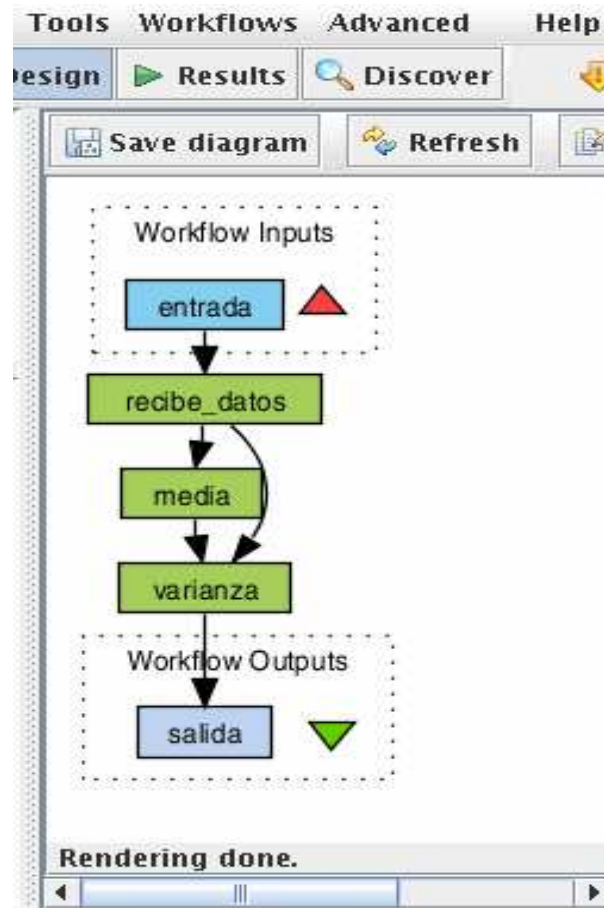 Tools Workflows Advanced Help
Design Results Discover
Save diagram Refresh
Workflow Inputs
entrada
recibe_datos
media
varianza
Workflow Outputs
salida
Rendering done.